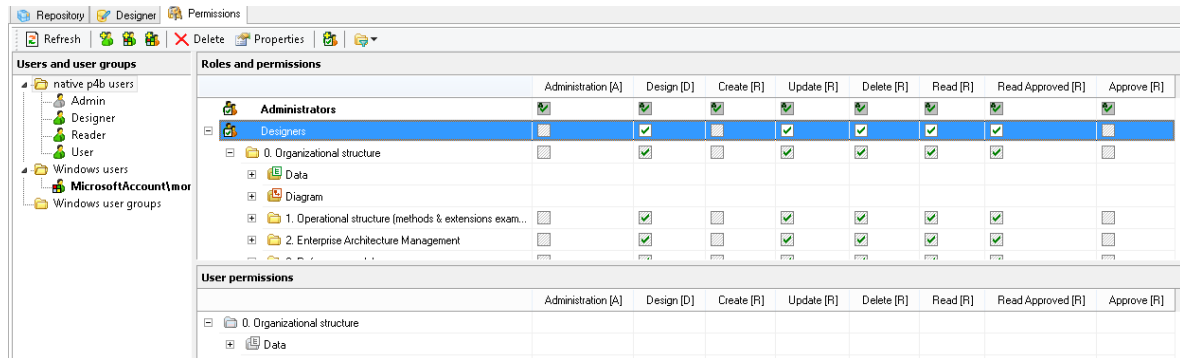 Repository Designer Permissions
Refresh Delete Properties
Users and user groups
native p4b users
Admin
Designer
Reader
User
Windows users
MicrosoftAccount\mor
Windows user groups
Roles and permissions
Administration [A] Design [D] Create [R] Update [R] Delete [R] Read [R] Read Approved [R] Approve [R]
Administrators
Designers
0. Organizational structure
Data
Diagram
1. Operational structure (methods & extensions exam...
2. Enterprise Architecture Management
User permissions
Administration [A] Design [D] Create [R] Update [R] Delete [R] Read [R] Read Approved [R] Approve [R]
0. Organizational structure
Data